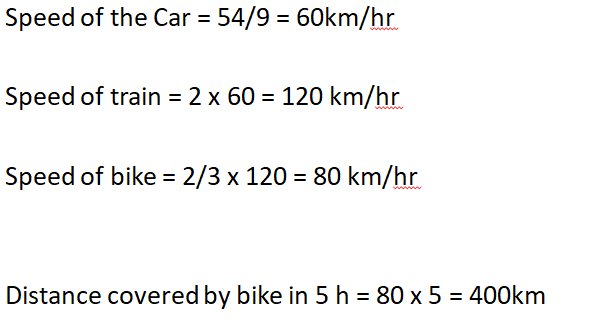 Speed of the Car = 54/9 = 60km/hr
Speed of train = 2 x 60 = 120 km/hr
Speed of bike = 2/3 x 120 = 80 km/hr
Distance covered by bike in 5 h = 80 x 5 = 400km